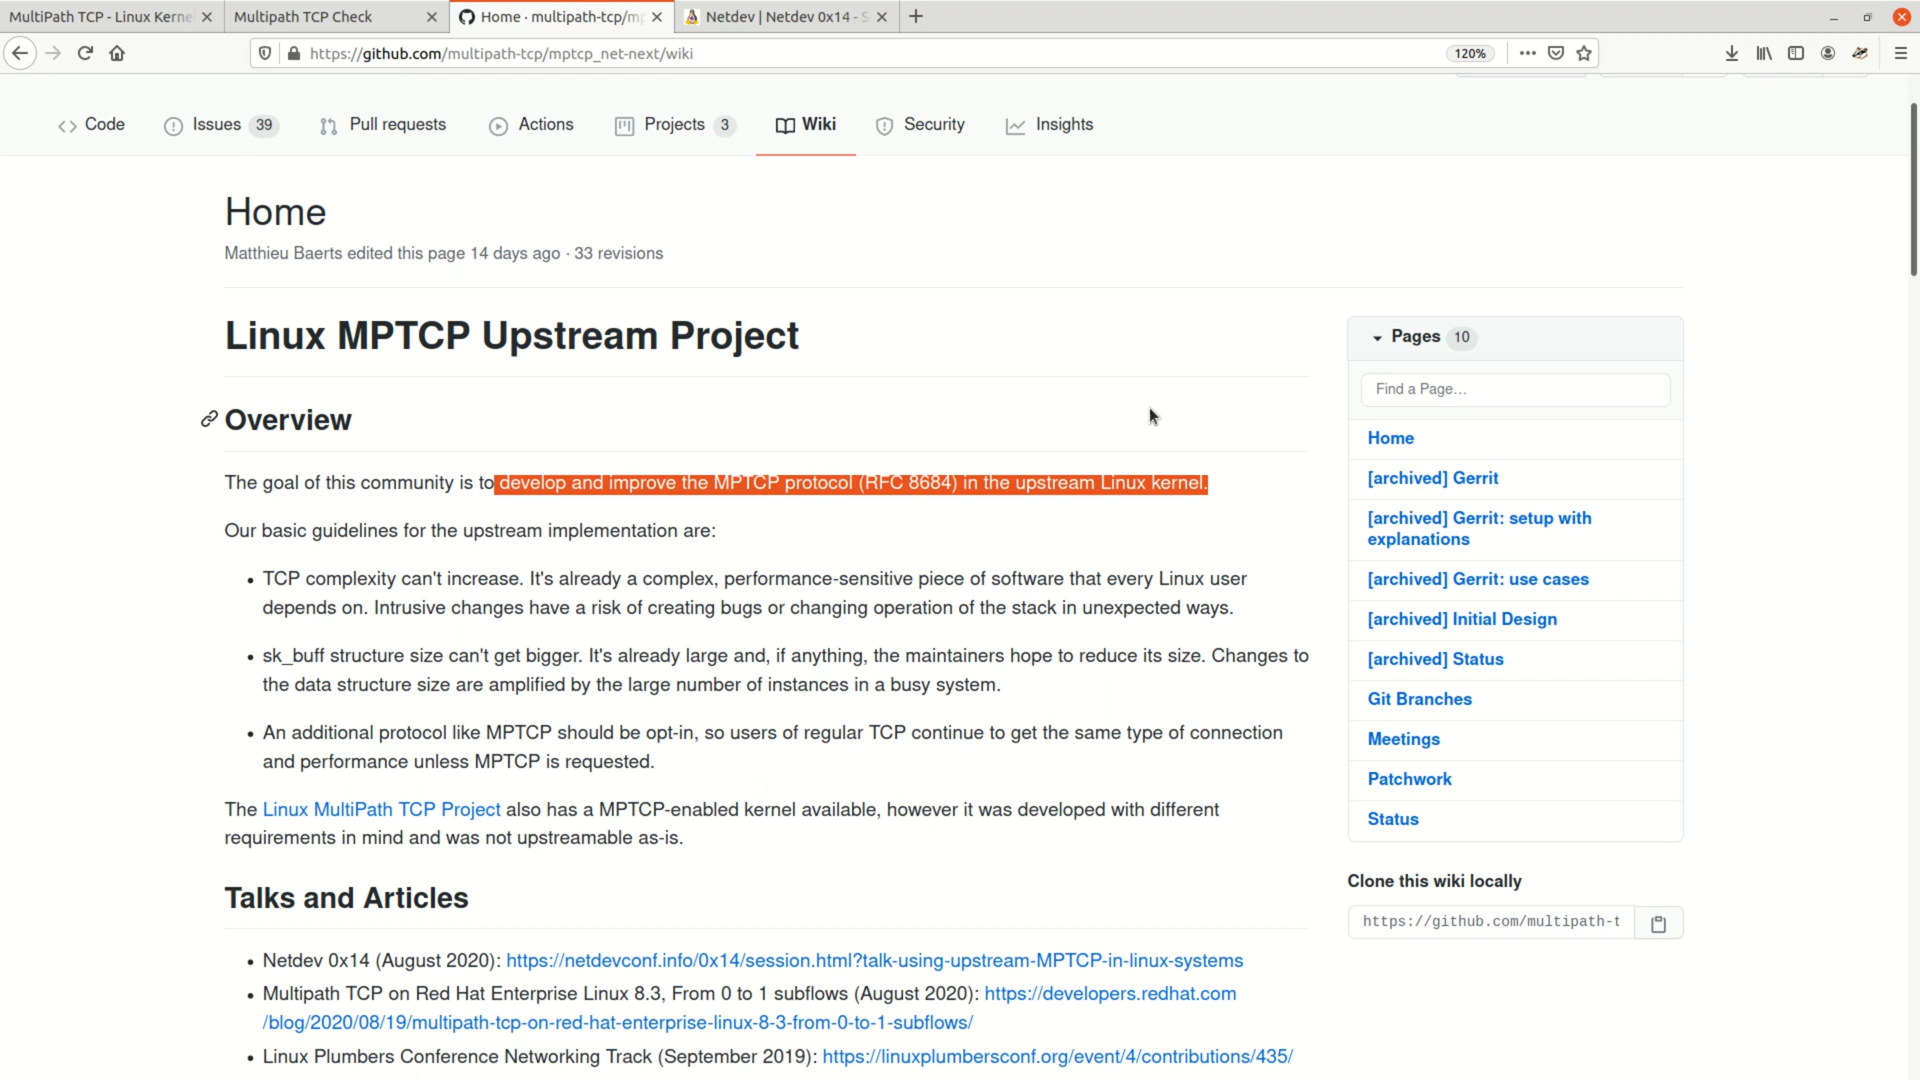 MultiPath TCP - Linux Kerne
Multipath TCP Check
Home · multipath-tcp/mp
Netdev | Netdev 0x14 - S
https://github.com/multipath-tcp/mptcp_net-next/wiki
120%
Code
Issues 39
Pull requests
Actions
Projects 3
Wiki
Security
Insights
Home
Matthieu Baerts edited this page 14 days ago · 33 revisions
Linux MPTCP Upstream Project
Overview
The goal of this community is to develop and improve the MPTCP protocol (RFC 8684) in the upstream Linux kernel.
Our basic guidelines for the upstream implementation are:
• TCP complexity can't increase. It's already a complex, performance-sensitive piece of software that every Linux user
depends on. Intrusive changes have a risk of creating bugs or changing operation of the stack in unexpected ways.
• sk_buff structure size can't get bigger. It's already large and, if anything, the maintainers hope to reduce its size. Changes to
the data structure size are amplified by the large number of instances in a busy system.
• An additional protocol like MPTCP should be opt-in, so users of regular TCP continue to get the same type of connection
and performance unless MPTCP is requested.
The Linux MultiPath TCP Project also has a MPTCP-enabled kernel available, however it was developed with different
requirements in mind and was not upstreamable as-is.
Talks and Articles
• Netdev 0x14 (August 2020): https://netdevconf.info/0x14/session.html?talk-using-upstream-MPTCP-in-linux-systems
• Multipath TCP on Red Hat Enterprise Linux 8.3, From 0 to 1 subflows (August 2020): https://developers.redhat.com
/blog/2020/08/19/multipath-tcp-on-red-hat-enterprise-linux-8-3-from-0-to-1-subflows/
• Linux Plumbers Conference Networking Track (September 2019): https://linuxplumbersconf.org/event/4/contributions/435/
Pages 10
Find a Page…
Home
[archived] Gerrit
[archived] Gerrit: setup with
explanations
[archived] Gerrit: use cases
[archived] Initial Design
[archived] Status
Git Branches
Meetings
Patchwork
Status
Clone this wiki locally
https://github.com/multipath-t